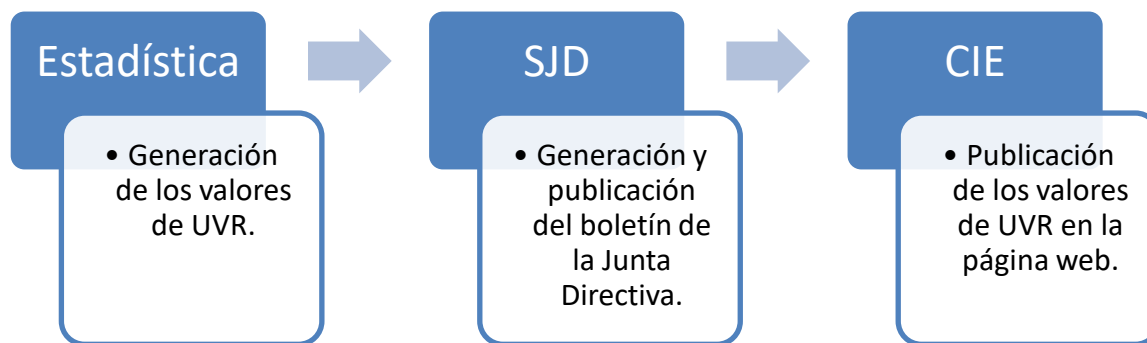 Estadística
• Generación
de los valores
de UVR.
SJD
• Generación y
publicación
del boletín de
la Junta
Directiva.
CIE
• Publicación
de los valores
de UVR en la
página web.